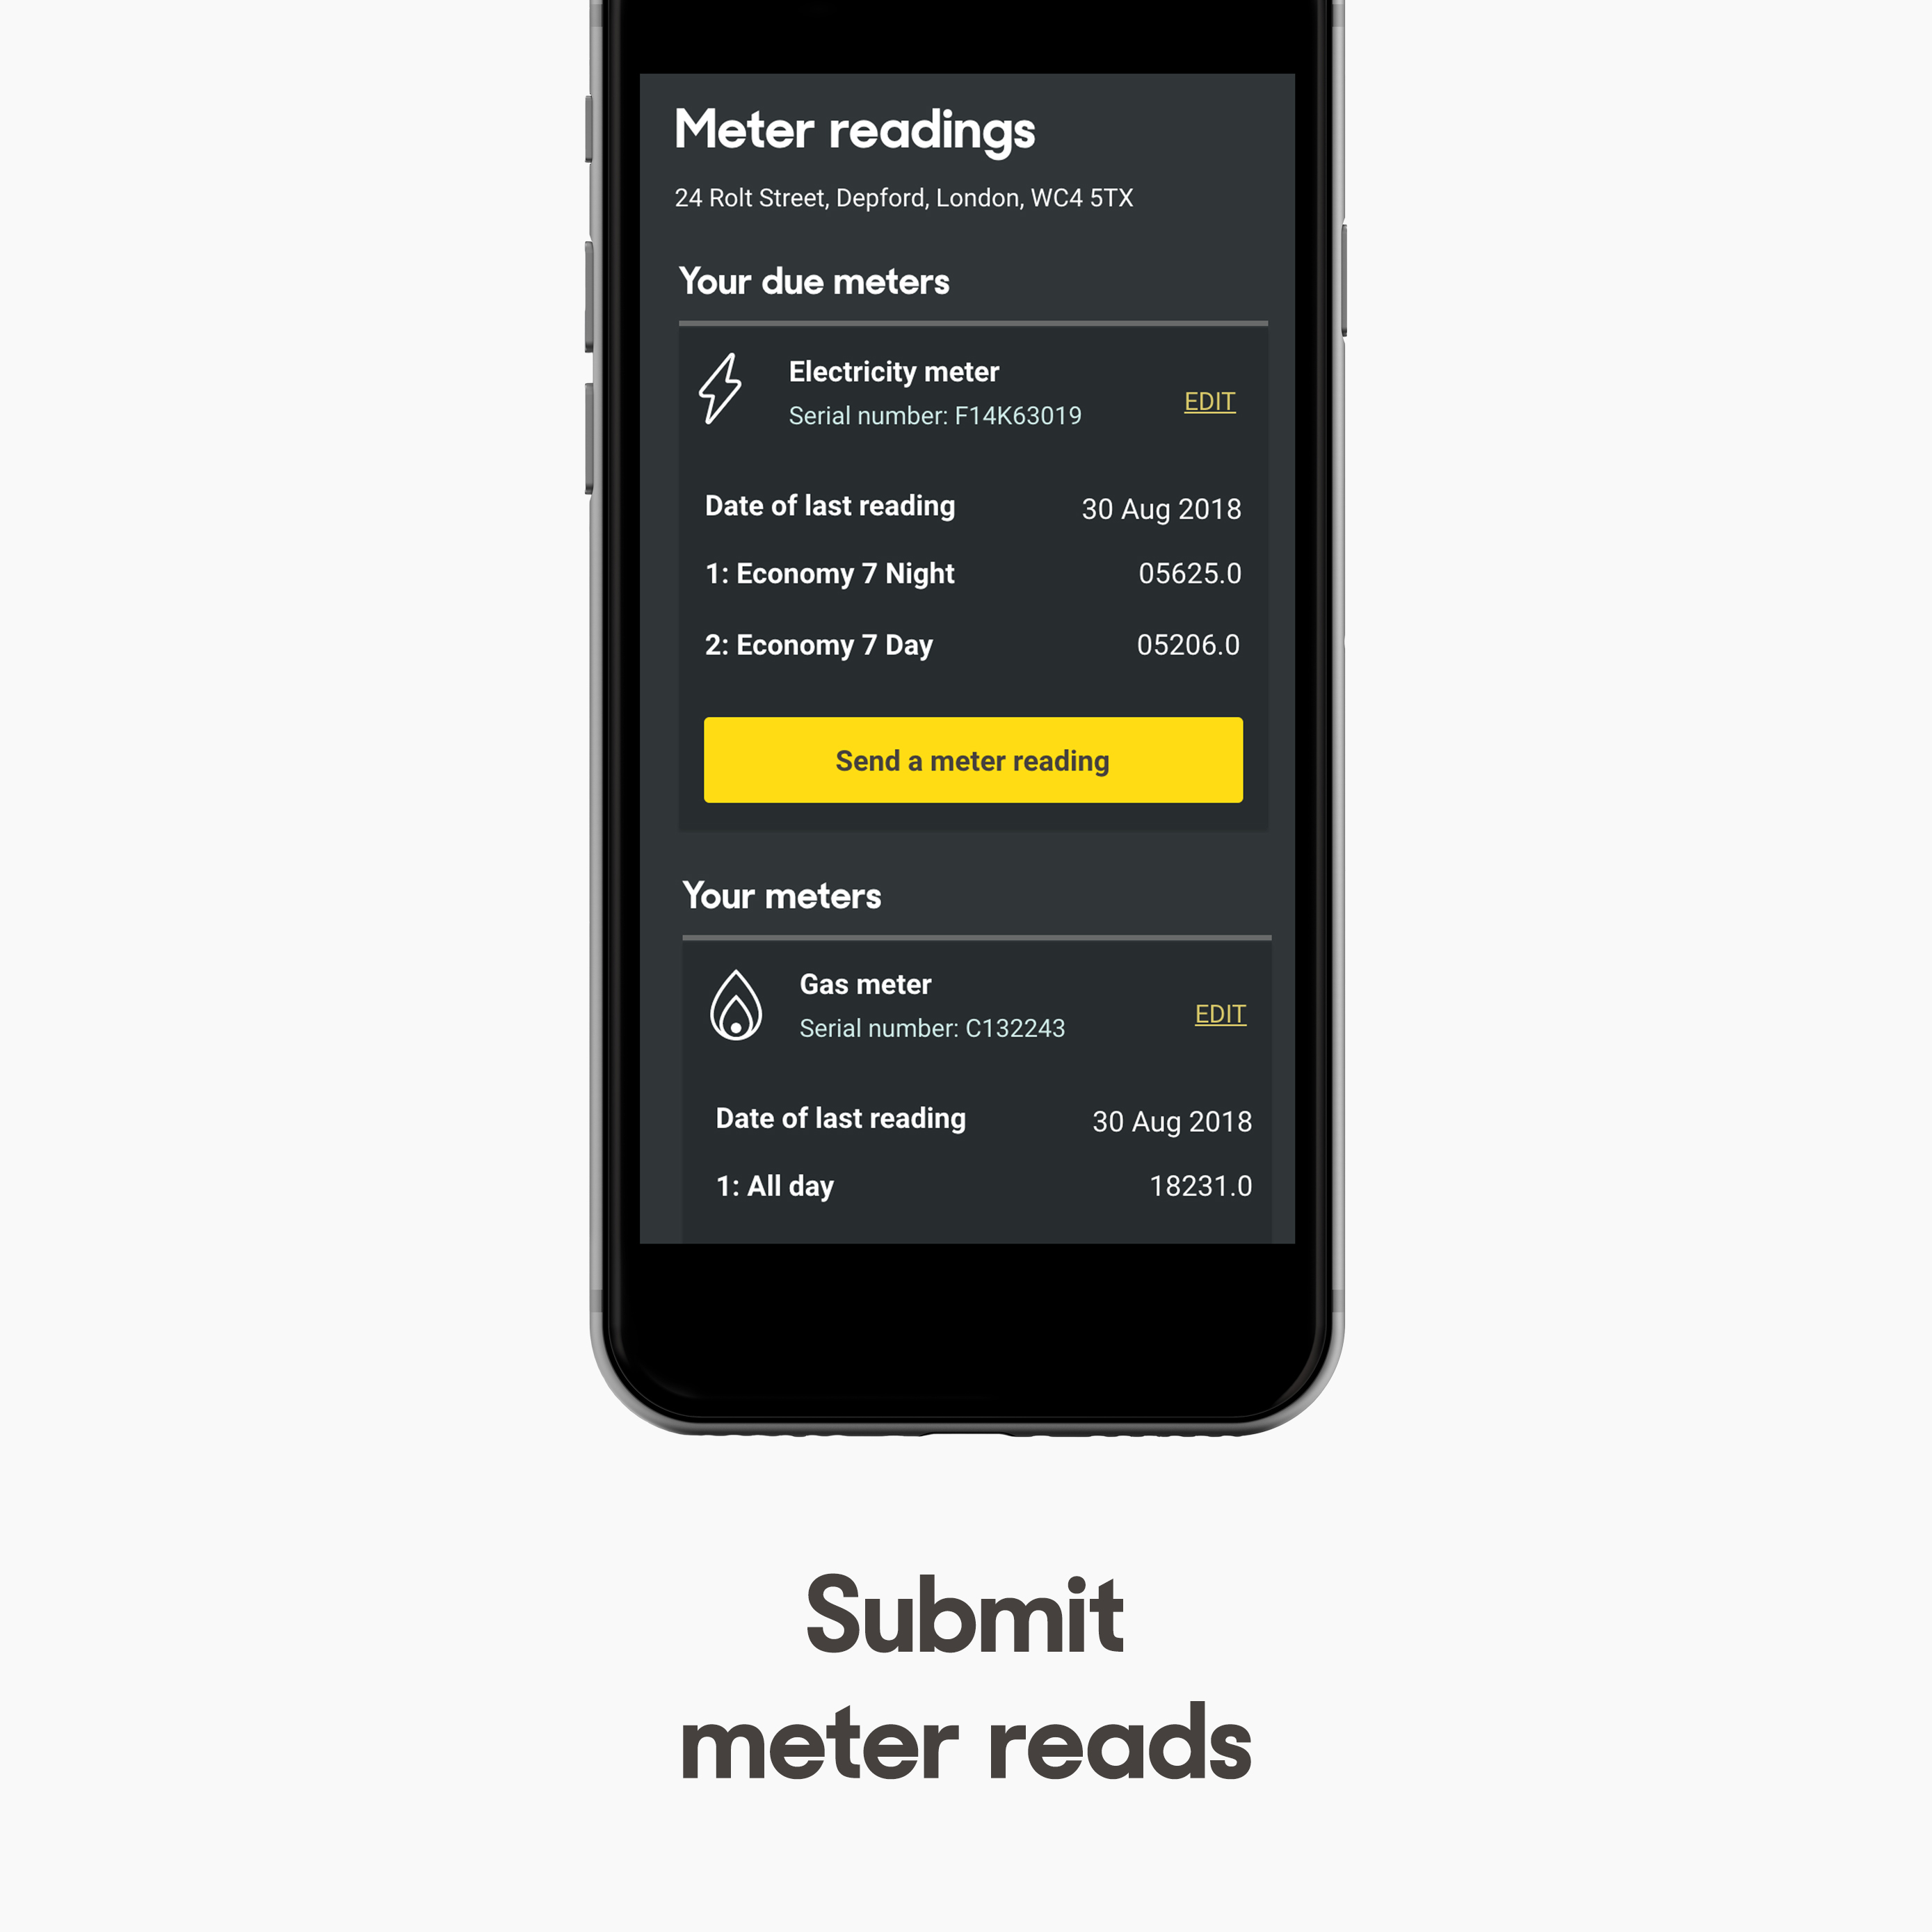 Meter readings
24 Rolt Street, Depford, London, WC4 5TX
Your due meters
Electricity meter
Serial number: F14K63019
EDIT
Date of last reading 30 Aug 2018
1: Economy 7 Night 05625.0
2: Economy 7 Day 05206.0
Send a meter reading
Your meters
Gas meter
Serial number: C132243
EDIT
Date of last reading 30 Aug 2018
1: All day 18231.0
Submit
meter reads